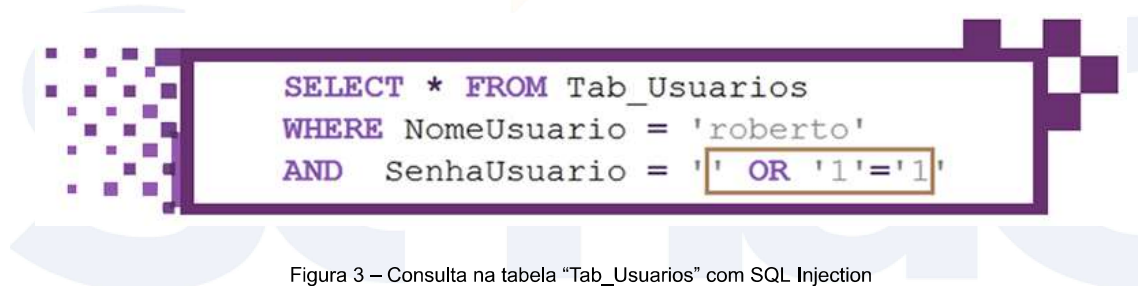 SELECT * FROM Tab_Usuarios
WHERE NomeUsuario = 'roberto'
AND SenhaUsuario = '' OR '1'='1'
Figura 3 – Consulta na tabela “Tab_Usuarios” com SQL Injection